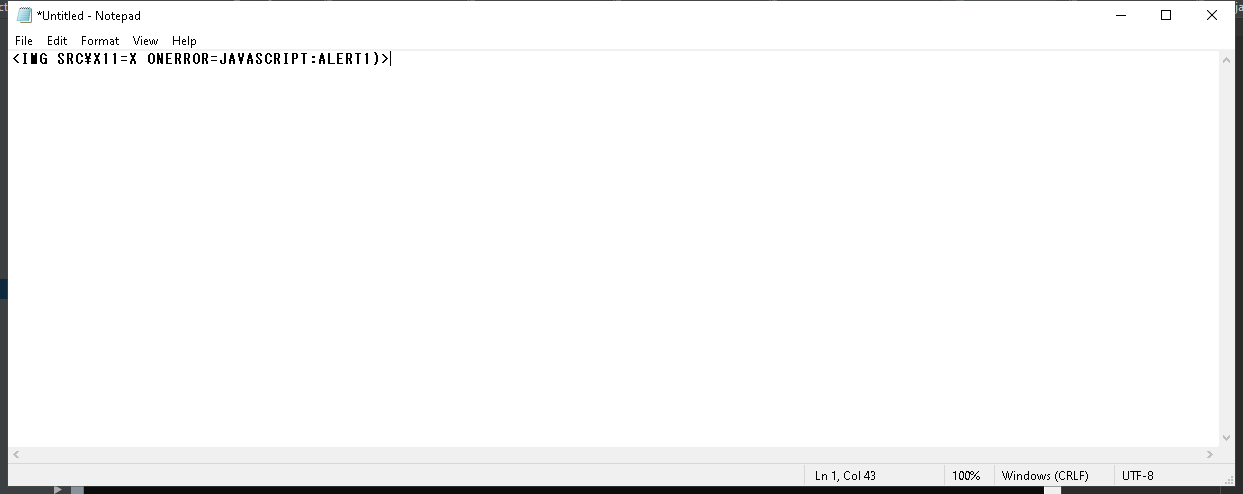 *Untitled - Notepad
File Edit Format View Help
<IMG SRC¥X11=X ONERROR=JAVASCRIPT:ALERT1)>
Ln 1, Col 43 100% Windows (CRLF) UTF-8